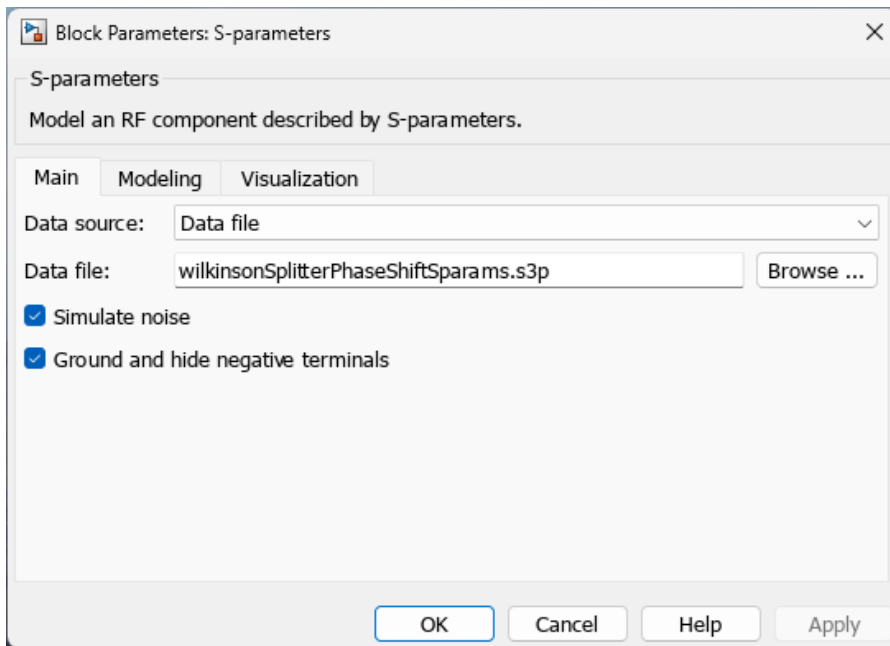 Block Parameters: S-parameters
S-parameters
Model an RF component described by S-parameters.
Main Modeling Visualization
Data source: Data file
Data file: wilkinsonSplitterPhaseShiftSparams.s3p Browse ...
Simulate noise
Ground and hide negative terminals
OK Cancel Help Apply